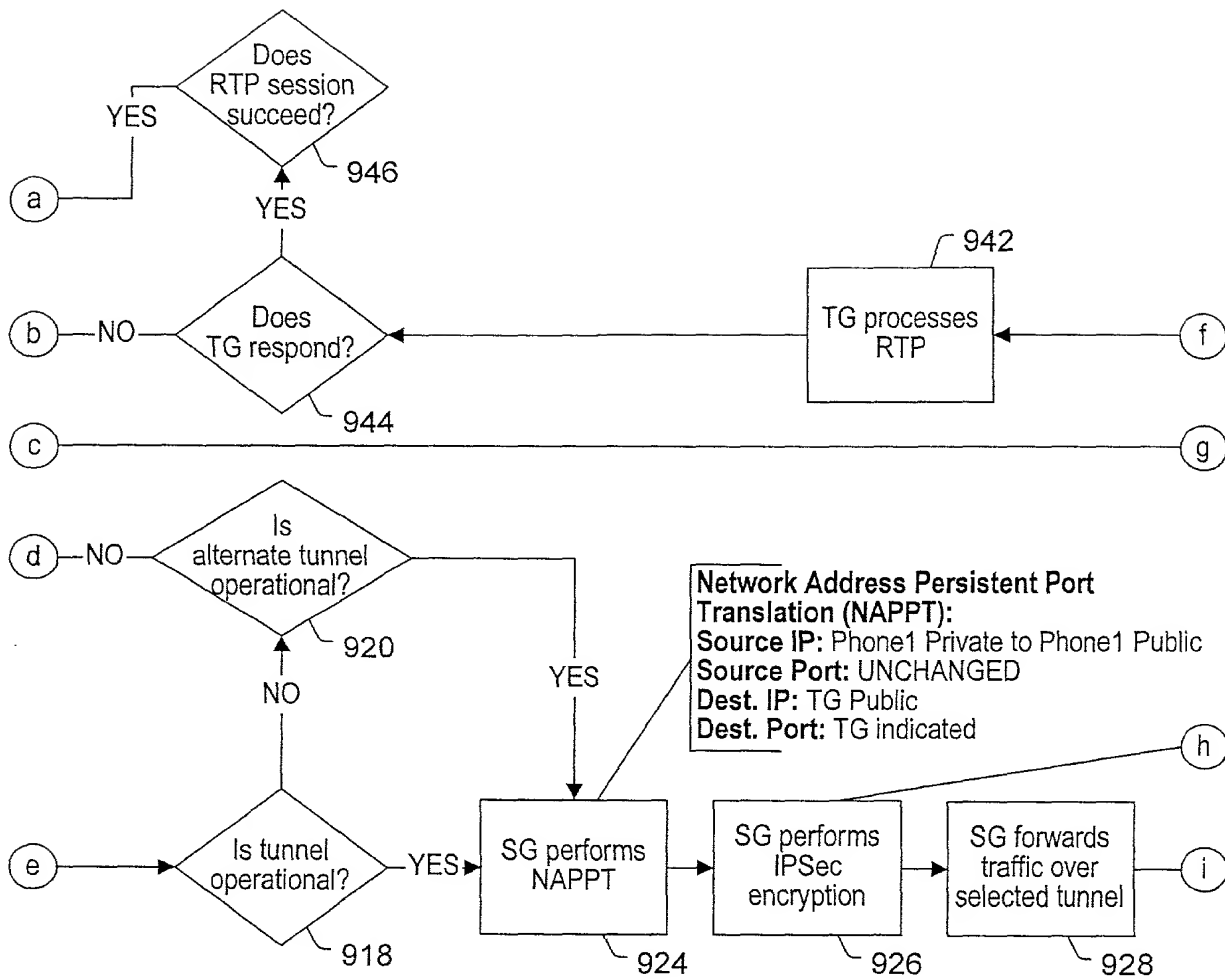 Does
RTP session
succeed?
YES
946
a
YES
942
b
NO
Does
TG respond?
944
TG processes
RTP
f
c
g
d
NO
Is
alternate tunnel
operational?
920
YES
Network Address Persistent Port
Translation (NAPPT):
Source IP: Phone1 Private to Phone1 Public
Source Port: UNCHANGED
Dest. IP: TG Public
Dest. Port: TG indicated
NO
h
e
Is tunnel
operational?
918
YES
SG performs
NAPPT
924
SG performs
IPSec
encryption
926
SG forwards
traffic over
selected tunnel
928
i